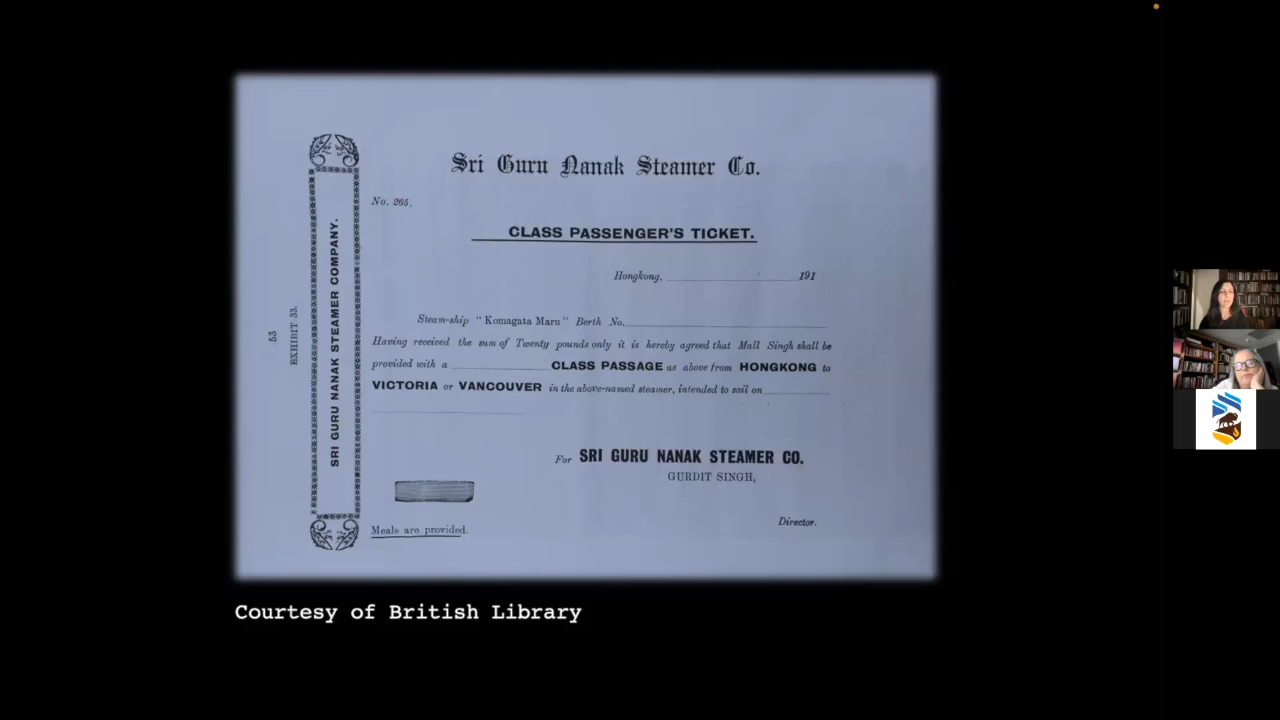 Sri Guru Nanak Steamer Co.
No. 265.
CLASS PASSENGER'S TICKET.
Hongkong, 191
Steam-ship "Komagata Maru" Berth No.
Having received the sum of Twenty pounds only it is hereby agreed that Mall Singh shall be
provided with a CLASS PASSAGE as above from HONGKONG to
VICTORIA or VANCOUVER in the above-named steamer, intended to sail on
For SRI GURU NANAK STEAMER CO.
GURDIT SINGH,
Director.
Meals are provided.
SRI GURU NANAK STEAMER COMPANY.
EXHIBIT 33.
53
Courtesy of British Library